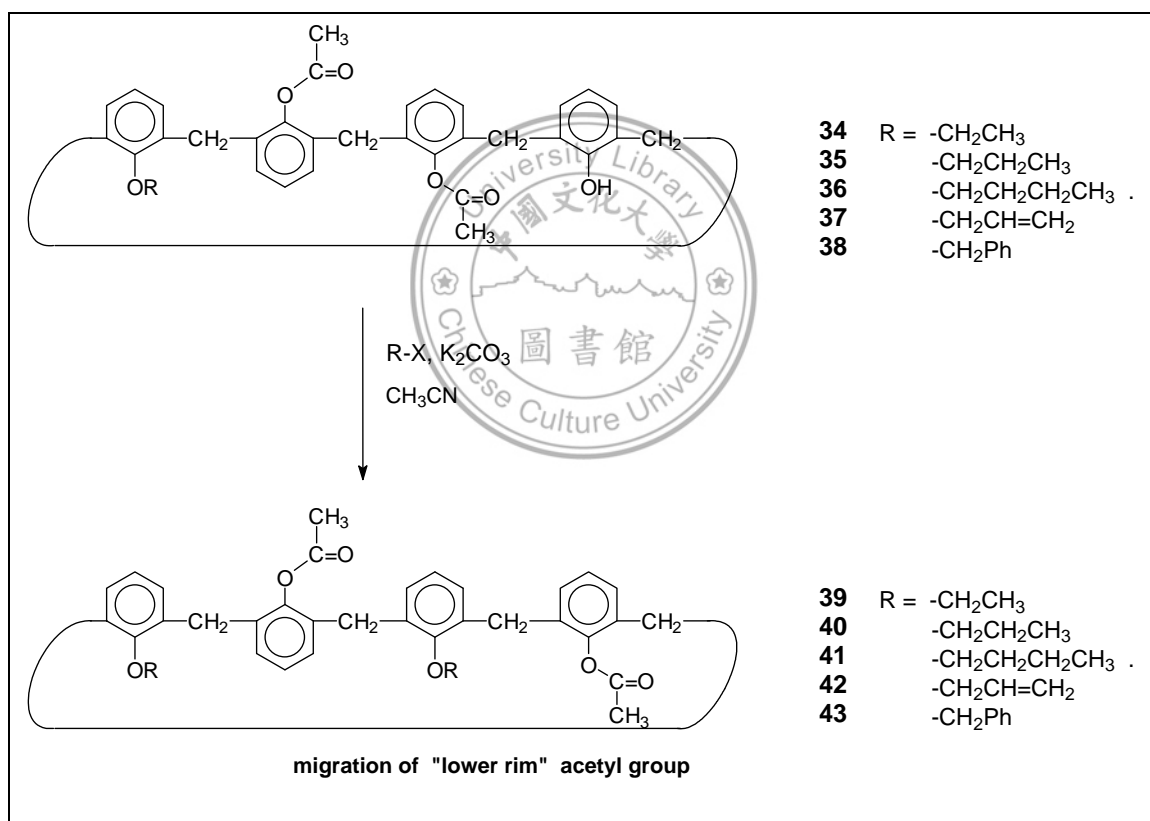 CH3
O
C=O
CH2
CH2
CH2
CH2
OR
O
C=O
CH3
OH
34 R = -CH2CH3
35 -CH2CH2CH3
36 -CH2CH2CH2CH3 .
37 -CH2CH=CH2
38 -CH2Ph
Chinese Culture University
University Library
中國文化大學
圖書館
R-X, K2CO3
CH3CN
CH3
O
C=O
CH2
CH2
CH2
CH2
OR
OR
O
C=O
CH3
39 R = -CH2CH3
40 -CH2CH2CH3
41 -CH2CH2CH2CH3 .
42 -CH2CH=CH2
43 -CH2Ph
migration of "lower rim" acetyl group